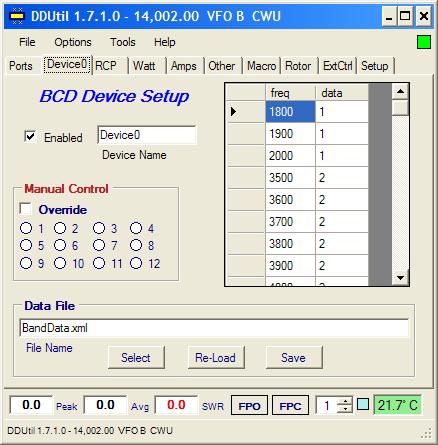 DDUtil 1.7.1.0 - 14,002.00 VFO B CWU
File Options Tools Help
Ports Device0 RCP Watt Amps Other Macro Rotor ExtCtrl Setup
BCD Device Setup
Enabled
Device0
Device Name
Manual Control
Override
1 2 3 4
5 6 7 8
9 10 11 12
freq data
1800 1
1900 1
2000 1
3500 2
3600 2
3700 2
3800 2
3900 2
Data File
BandData.xml
File Name
Select Re-Load Save
0.0 Peak 0.0 Avg 0.0 SWR FPO FPC 1 21.7° C
DDUtil 1.7.1.0 - 14,002.00 VFO B CWU